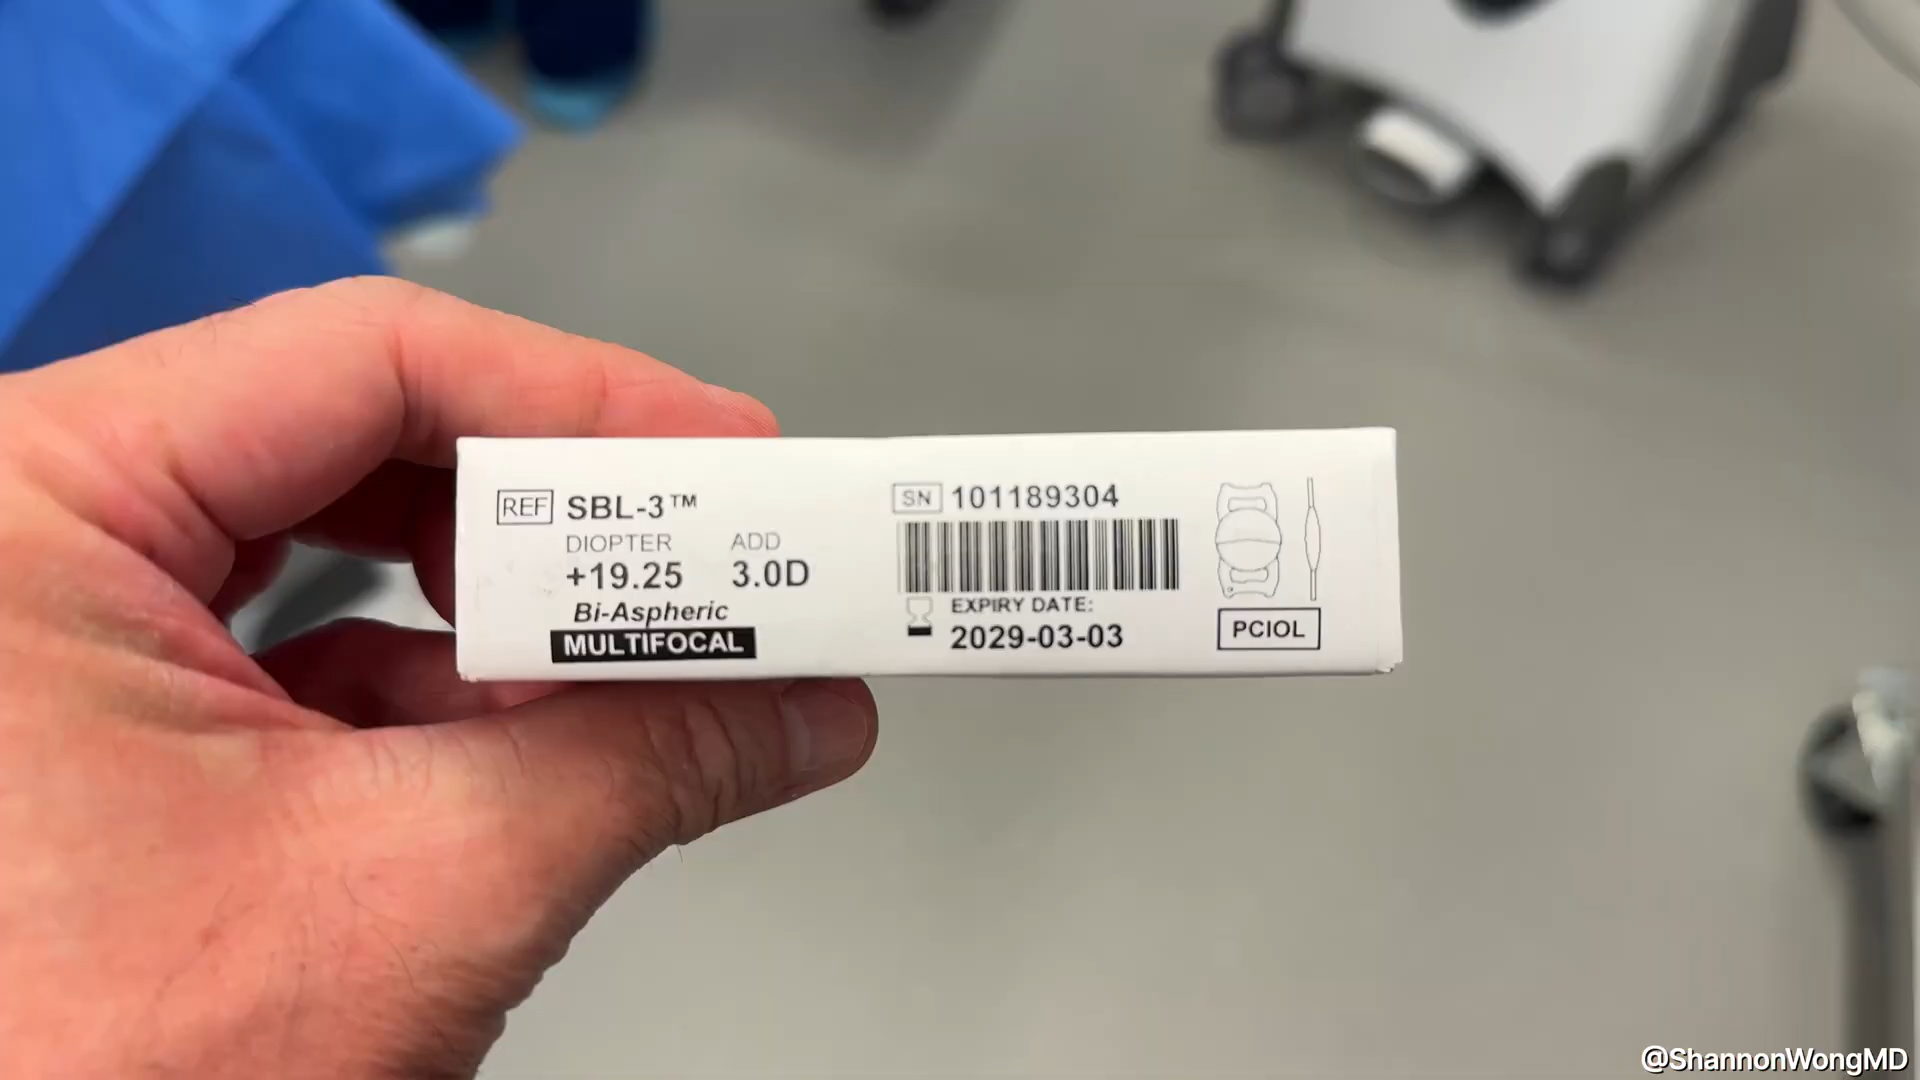 REF SBL-3™
DIOPTER ADD
+19.25 3.0D
Bi-Aspheric
MULTIFOCAL
SN 101189304
EXPIRY DATE:
2029-03-03
PCIOL
@ShannonWongMD